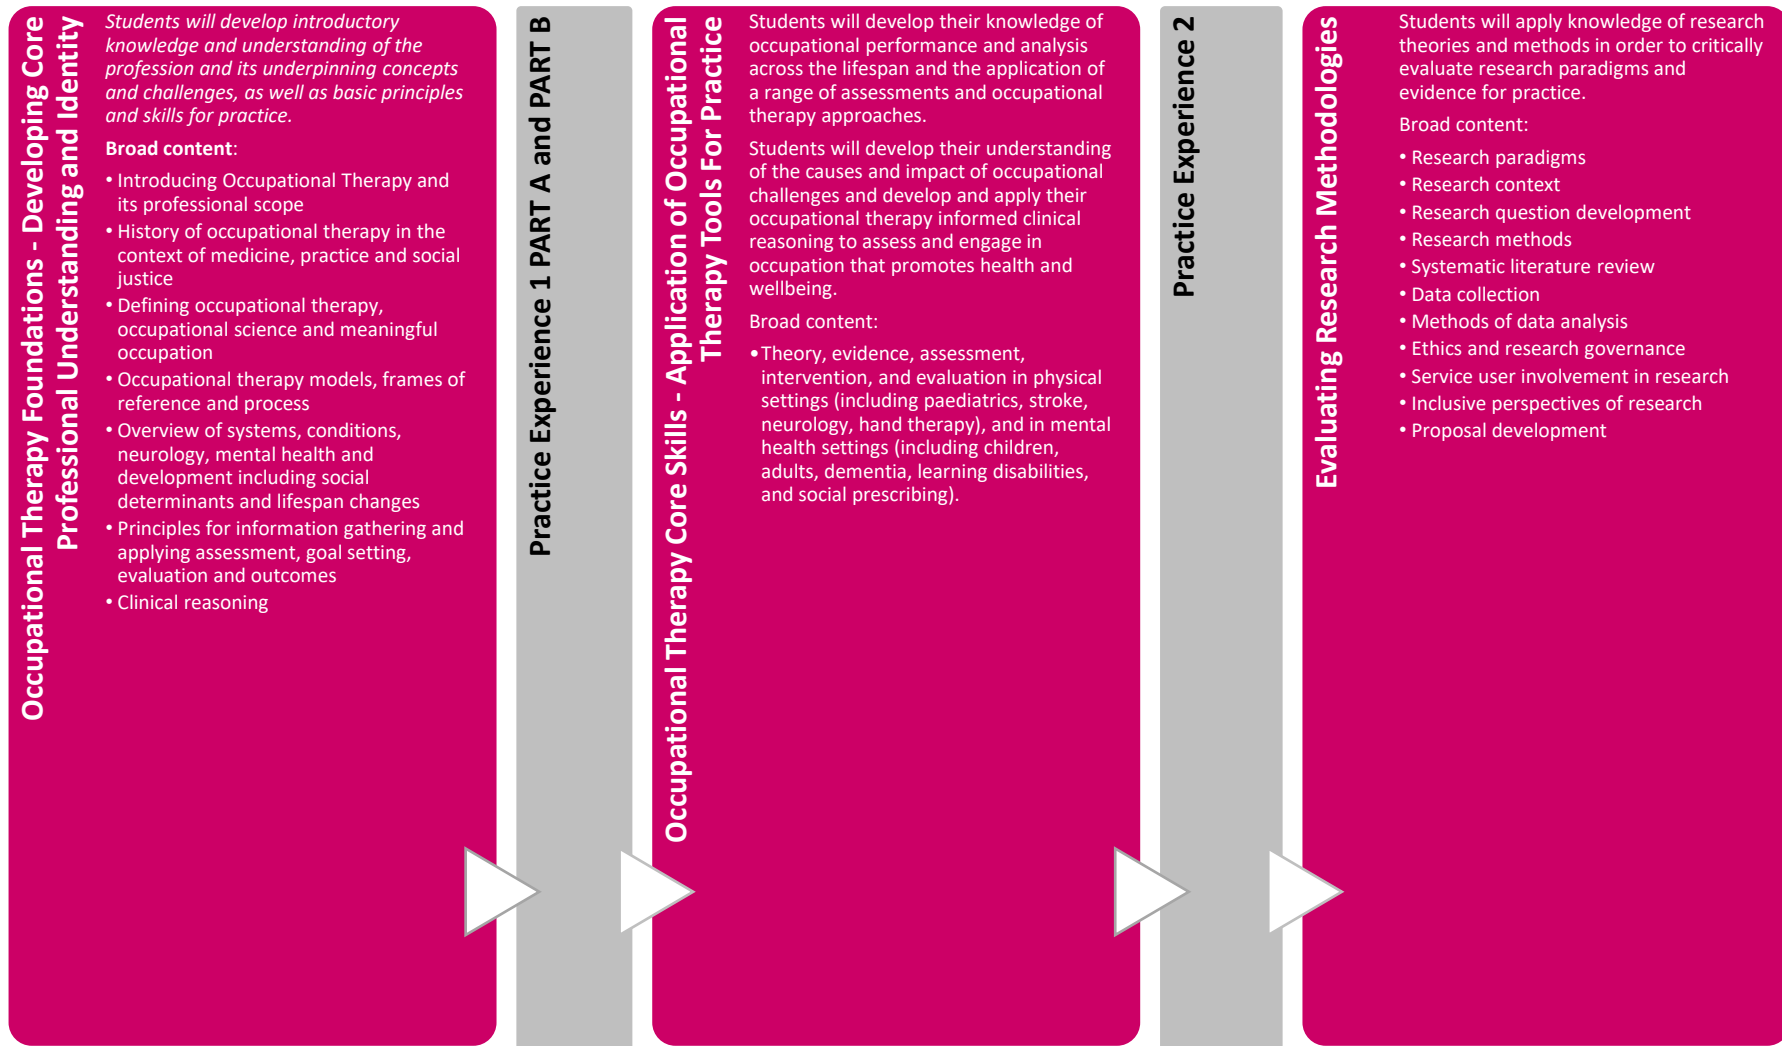 Occupational Therapy Foundations - Developing Core
Professional Understanding and Identity
Students will develop introductory
knowledge and understanding of the
profession and its underpinning concepts
and challenges, as well as basic principles
and skills for practice.
Broad content:
• Introducing Occupational Therapy and
its professional scope
• History of occupational therapy in the
context of medicine, practice and social
justice
• Defining occupational therapy,
occupational science and meaningful
occupation
• Occupational therapy models, frames of
reference and process
• Overview of systems, conditions,
neurology, mental health and
development including social
determinants and lifespan changes
• Principles for information gathering and
applying assessment, goal setting,
evaluation and outcomes
• Clinical reasoning
Practice Experience 1 PART A and PART B
Occupational Therapy Core Skills - Application of Occupational
Therapy Tools For Practice
Students will develop their knowledge of
occupational performance and analysis
across the lifespan and the application of
a range of assessments and occupational
therapy approaches.
Students will develop their understanding
of the causes and impact of occupational
challenges and develop and apply their
occupational therapy informed clinical
reasoning to assess and engage in
occupation that promotes health and
wellbeing.
Broad content:
•Theory, evidence, assessment,
intervention, and evaluation in physical
settings (including paediatrics, stroke,
neurology, hand therapy), and in mental
health settings (including children,
adults, dementia, learning disabilities,
and social prescribing).
Practice Experience 2
Evaluating Research Methodologies
Students will apply knowledge of research
theories and methods in order to critically
evaluate research paradigms and
evidence for practice.
Broad content:
• Research paradigms
• Research context
• Research question development
• Research methods
• Systematic literature review
• Data collection
• Methods of data analysis
• Ethics and research governance
• Service user involvement in research
• Inclusive perspectives of research
• Proposal development